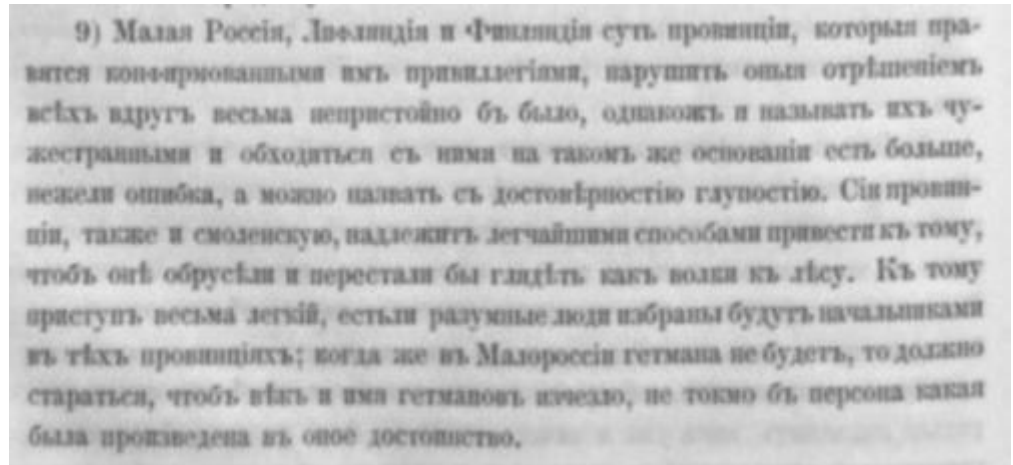 9) Малая Россія, Лифляндія и Финляндія суть провинціи, которыя пра-
вятся конфирмованными имъ привиллегіями, нарушить оныя отрѣшеніемъ
всѣхъ вдругъ весьма непристойно бъ было, однакожъ и называть ихъ чу-
жестранными и обходиться съ ними на такомъ же основаніи есть больше,
нежели ошибка, а можно назвать съ достовѣрностію глупостію. Сіи провин-
ціи, также и смоленскую, надлежитъ легчайшими способами привести къ тому,
чтобъ онѣ обрусѣли и перестали бы глядѣть какъ волки къ лѣсу. Къ тому
приступъ весьма легкій, естьли разумные люди избраны будутъ начальниками
въ тѣхъ провинціяхъ; когда же въ Малороссіи гетмана не будетъ, то должно
стараться, чтобъ вѣкъ и имя гетмановъ изчезло, не токмо бъ персона какая
была произведена въ оное достоинство.